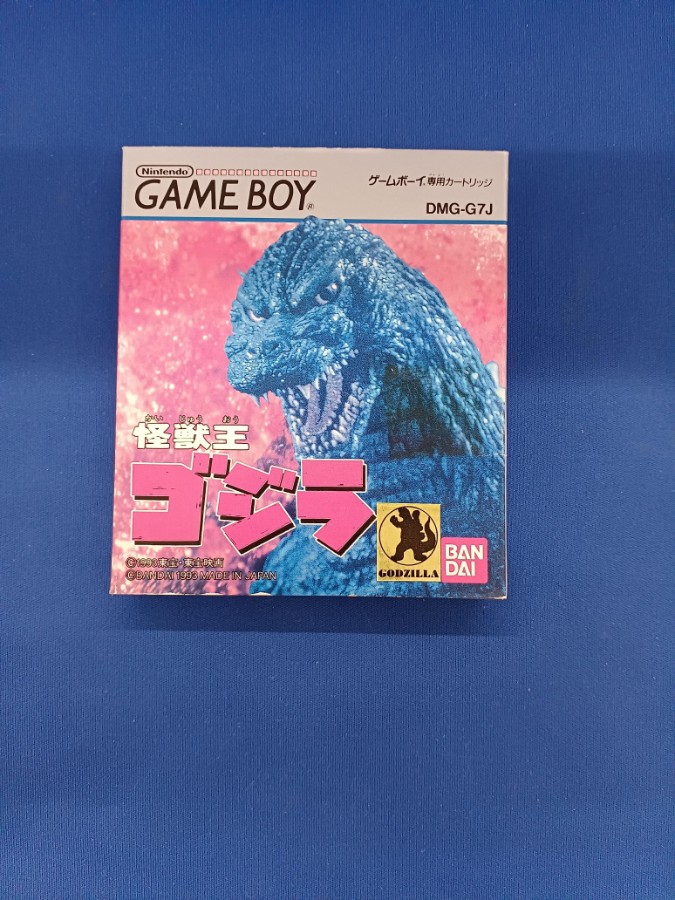 Nintendo
GAME BOY®
ゲームボーイ®専用カートリッジ
DMG-G7J
かい じゅう おう
怪獣王
ゴジラ
©1993東宝・東宝映画
©BANDAI 1993 MADE IN JAPAN
GODZILLA
BAN
DAI